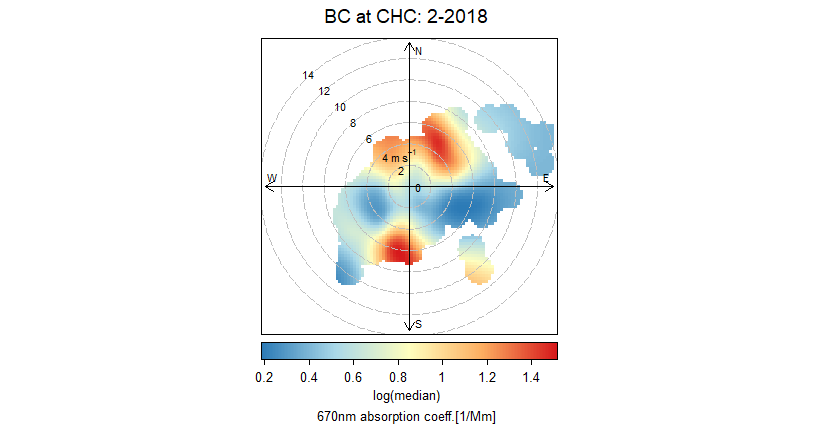 BC at CHC: 2-2018
N
14
12
10
8
6
4 m s⁻¹
2
W
0
E
S
0.2 0.4 0.6 0.8 1 1.2 1.4
log(median)
670nm absorption coeff.[1/Mm]